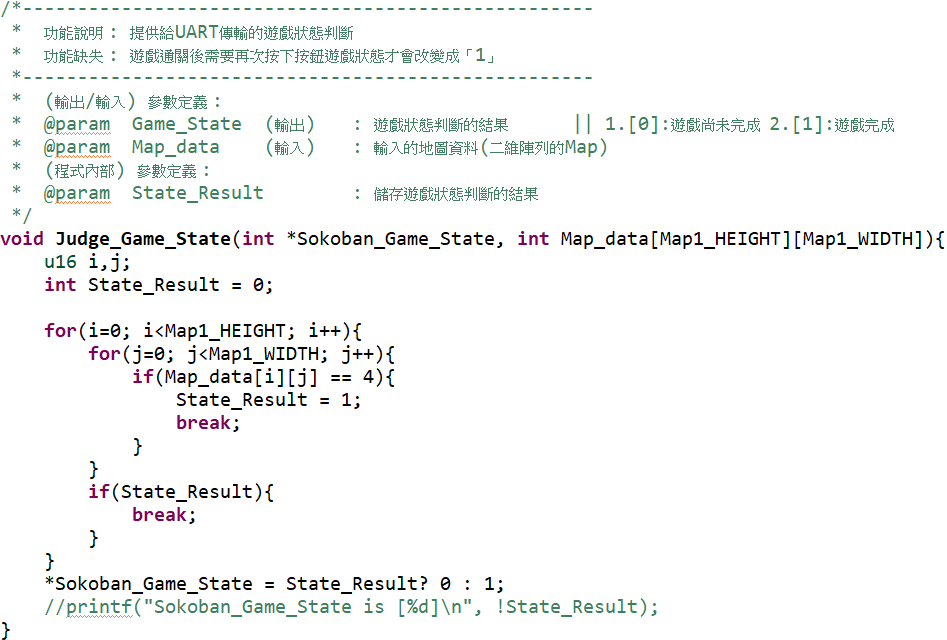 /*----------------------------------------------------
 *  功能說明 : 提供給UART傳輸的遊戲狀態判斷
 *  功能缺失 : 遊戲通關後需要再次按下按鈕遊戲狀態才會改變成「1」
 *----------------------------------------------------
 *  (輸出/輸入) 參數定義 :
 *  @param  Game_State  (輸出)   : 遊戲狀態判斷的結果      || 1.[0]:遊戲尚未完成 2.[1]:遊戲完成
 *  @param  Map_data    (輸入)   : 輸入的地圖資料(二維陣列的Map)
 *  (程式內部) 參數定義 :
 *  @param  State_Result        : 儲存遊戲狀態判斷的結果
 */
void Judge_Game_State(int *Sokoban_Game_State, int Map_data[Map1_HEIGHT][Map1_WIDTH]){
    u16 i,j;
    int State_Result = 0;

    for(i=0; i<Map1_HEIGHT; i++){
        for(j=0; j<Map1_WIDTH; j++){
            if(Map_data[i][j] == 4){
                State_Result = 1;
                break;
            }
        }
        if(State_Result){
            break;
        }
    }
    *Sokoban_Game_State = State_Result? 0 : 1;
    //printf("Sokoban_Game_State is [%d]\n", !State_Result);
}